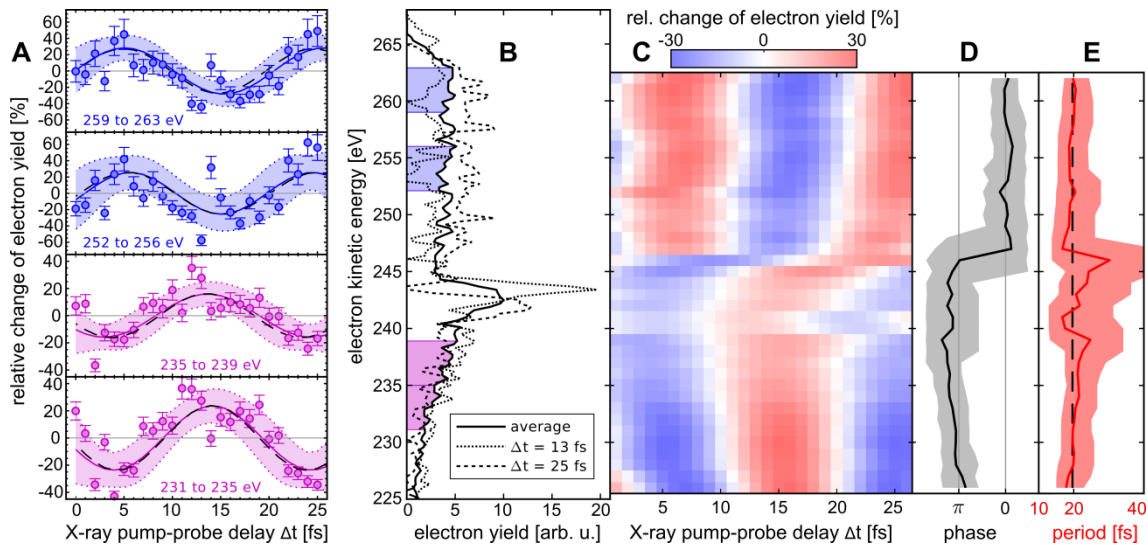 A
relative change of electron yield [%]
60
40
20
0
-20
-40
-60
259 to 263 eV
60
40
20
0
-20
-40
-60
252 to 256 eV
40
20
0
-20
-40
235 to 239 eV
40
20
0
-20
-40
231 to 235 eV
0 5 10 15 20 25
X-ray pump-probe delay Δt [fs]
B
electron kinetic energy [eV]
265
260
255
250
245
240
235
230
225
average
Δt = 13 fs
Δt = 25 fs
0 5 10 15 20
electron yield [arb. u.]
rel. change of electron yield [%]
-30 0 30
C
0 5 10 15 20 25
X-ray pump-probe delay Δt [fs]
D
π 0
phase
E
10 20 40
period [fs]